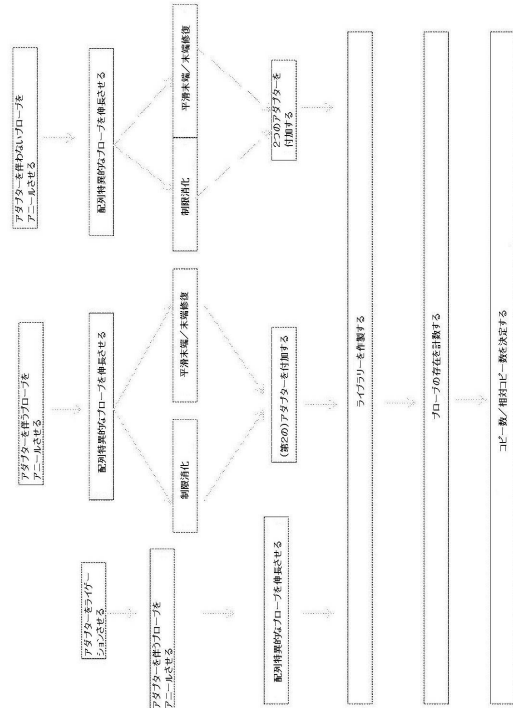 アダプターをライゲー
ションさせる
アダプターを伴うプローブを
アニールさせる
配列特異的なプローブを伸長させる
アダプターを伴うプローブを
アニールさせる
配列特異的なプローブを伸長させる
制限消化
平滑末端／末端修復
(第2の)アダプターを付加する
アダプターを伴わないプローブを
アニールさせる
配列特異的なプローブを伸長させる
制限消化
平滑末端／末端修復
2つのアダプターを
付加する
ライブラリーを作製する
プローブの存在を計数する
コピー数／相対コピー数を決定する